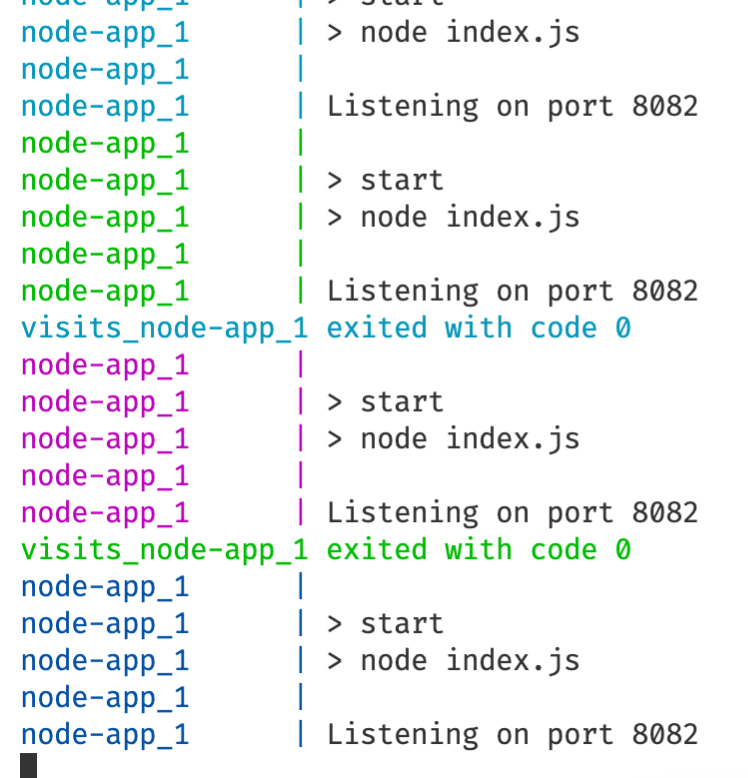 node-app_1 | > start
node-app_1 | > node index.js
node-app_1 |
node-app_1 | Listening on port 8082
node-app_1 |
node-app_1 | > start
node-app_1 | > node index.js
node-app_1 |
node-app_1 | Listening on port 8082
visits_node-app_1 exited with code 0
node-app_1 |
node-app_1 | > start
node-app_1 | > node index.js
node-app_1 |
node-app_1 | Listening on port 8082
visits_node-app_1 exited with code 0
node-app_1 |
node-app_1 | > start
node-app_1 | > node index.js
node-app_1 |
node-app_1 | Listening on port 8082